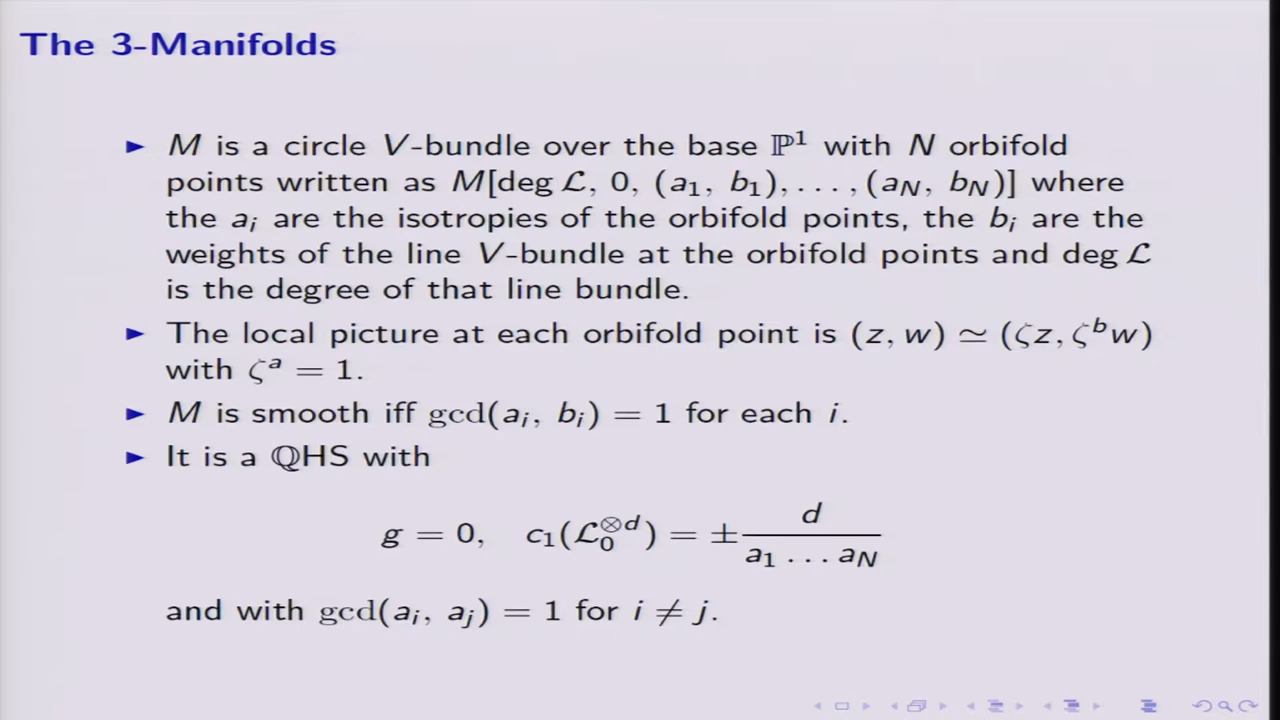 The 3-Manifolds
► M is a circle V-bundle over the base ℙ¹ with N orbifold
points written as M[deg ℒ, 0, (a₁, b₁), . . . , (a_N, b_N)] where
the aᵢ are the isotropies of the orbifold points, the bᵢ are the
weights of the line V-bundle at the orbifold points and deg ℒ
is the degree of that line bundle.
► The local picture at each orbifold point is (z, w) ≃ (ζz, ζᵇw)
with ζᵃ = 1.
► M is smooth iff gcd(aᵢ, bᵢ) = 1 for each i.
► It is a ℚHS with
g = 0, c₁(ℒ₀^{⊗d}) = ± d / (a₁ . . . a_N)
and with gcd(aᵢ, aⱼ) = 1 for i ≠ j.